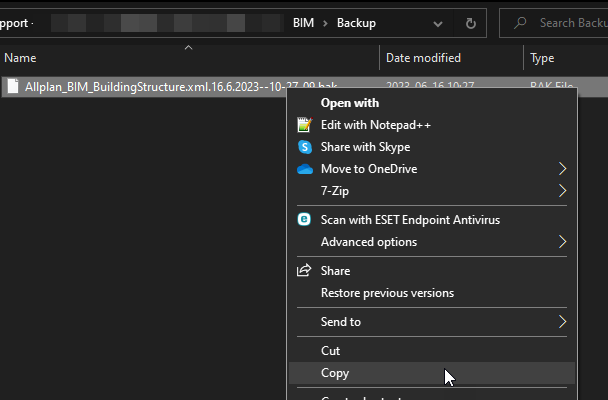 pport ·
BIM > Backup
Search Backu
Name
Date modified
Type
Allplan_BIM_BuildingStructure.xml.16.6.2023--10-27-09.bak
2023-06-16 10:27
BAK File
Open with
Edit with Notepad++
Share with Skype
Move to OneDrive
7-Zip
Scan with ESET Endpoint Antivirus
Advanced options
Share
Restore previous versions
Send to
Cut
Copy